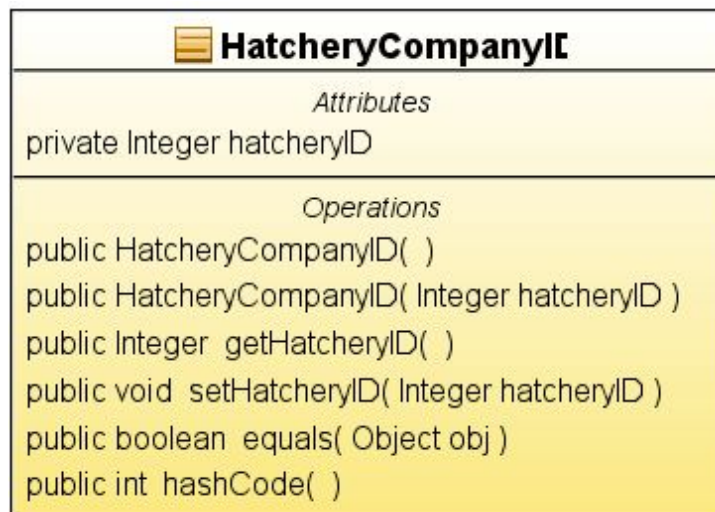 HatcheryCompanyID
Attributes
private Integer hatcheryID
Operations
public HatcheryCompanyID( )
public HatcheryCompanyID( Integer hatcheryID )
public Integer getHatcheryID( )
public void setHatcheryID( Integer hatcheryID )
public boolean equals( Object obj )
public int hashCode( )